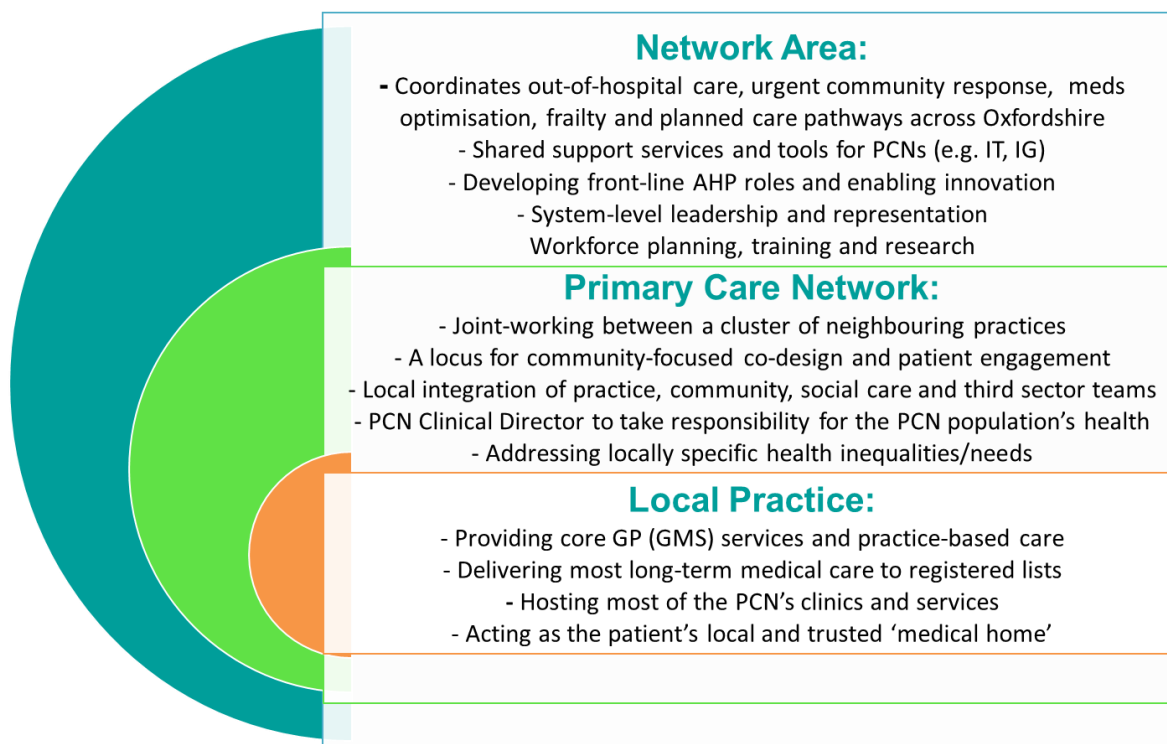 Network Area:
- Coordinates out-of-hospital care, urgent community response, meds
optimisation, frailty and planned care pathways across Oxfordshire
- Shared support services and tools for PCNs (e.g. IT, IG)
- Developing front-line AHP roles and enabling innovation
- System-level leadership and representation
Workforce planning, training and research
Primary Care Network:
- Joint-working between a cluster of neighbouring practices
- A locus for community-focused co-design and patient engagement
- Local integration of practice, community, social care and third sector teams
- PCN Clinical Director to take responsibility for the PCN population’s health
- Addressing locally specific health inequalities/needs
Local Practice:
- Providing core GP (GMS) services and practice-based care
- Delivering most long-term medical care to registered lists
- Hosting most of the PCN’s clinics and services
- Acting as the patient’s local and trusted ‘medical home’